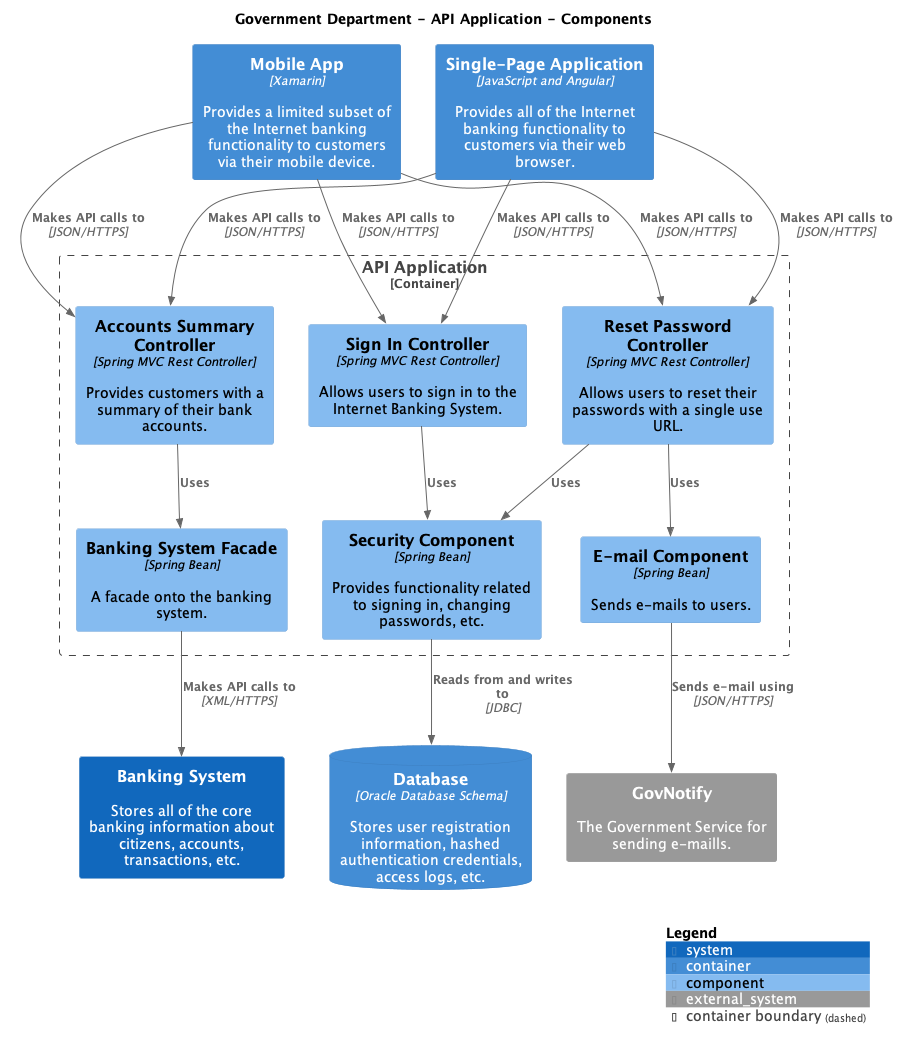 Government Department - API Application - Components
Mobile App
[Xamarin]
Provides a limited subset of
the Internet banking
functionality to customers
via their mobile device.
Single-Page Application
[JavaScript and Angular]
Provides all of the Internet
banking functionality to
customers via their web
browser.
Makes API calls to
[JSON/HTTPS]
Makes API calls to
[JSON/HTTPS]
Makes API calls to
[JSON/HTTPS]
Makes API calls to
[JSON/HTTPS]
Makes API calls to
[JSON/HTTPS]
Makes API calls to
[JSON/HTTPS]
API Application
[Container]
Accounts Summary
Controller
[Spring MVC Rest Controller]
Provides customers with a
summary of their bank
accounts.
Sign In Controller
[Spring MVC Rest Controller]
Allows users to sign in to the
Internet Banking System.
Reset Password
Controller
[Spring MVC Rest Controller]
Allows users to reset their
passwords with a single use
URL.
Uses
Uses
Uses
Uses
Banking System Facade
[Spring Bean]
A facade onto the banking
system.
Security Component
[Spring Bean]
Provides functionality related
to signing in, changing
passwords, etc.
E-mail Component
[Spring Bean]
Sends e-mails to users.
Makes API calls to
[XML/HTTPS]
Reads from and writes
to
[JDBC]
Sends e-mail using
[JSON/HTTPS]
Banking System
Stores all of the core
banking information about
citizens, accounts,
transactions, etc.
Database
[Oracle Database Schema]
Stores user registration
information, hashed
authentication credentials,
access logs, etc.
GovNotify
The Government Service for
sending e-maills.
Legend
system
container
component
external_system
container boundary (dashed)